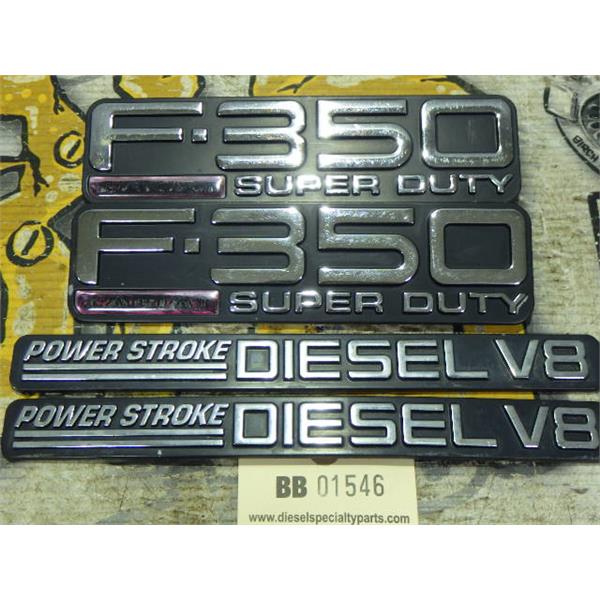 F-350
SUPER DUTY
F-350
SUPER DUTY
POWER STROKE DIESEL V8
POWER STROKE DIESEL V8
BB 01546
www.dieselspecialtyparts.com